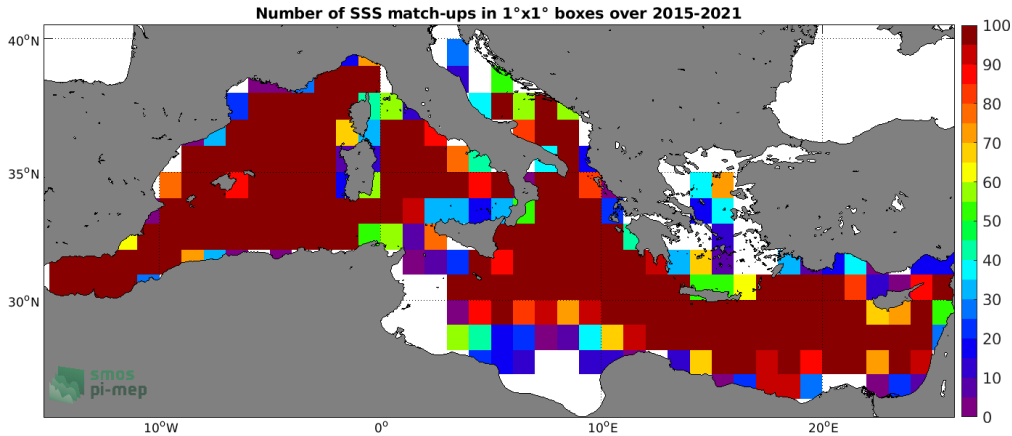 Number of SSS match-ups in 1°x1° boxes over 2015-2021
40°N
35°N
30°N
10°W
0°
10°E
20°E
100
90
80
70
60
50
40
30
20
10
0
smos
pi-mep